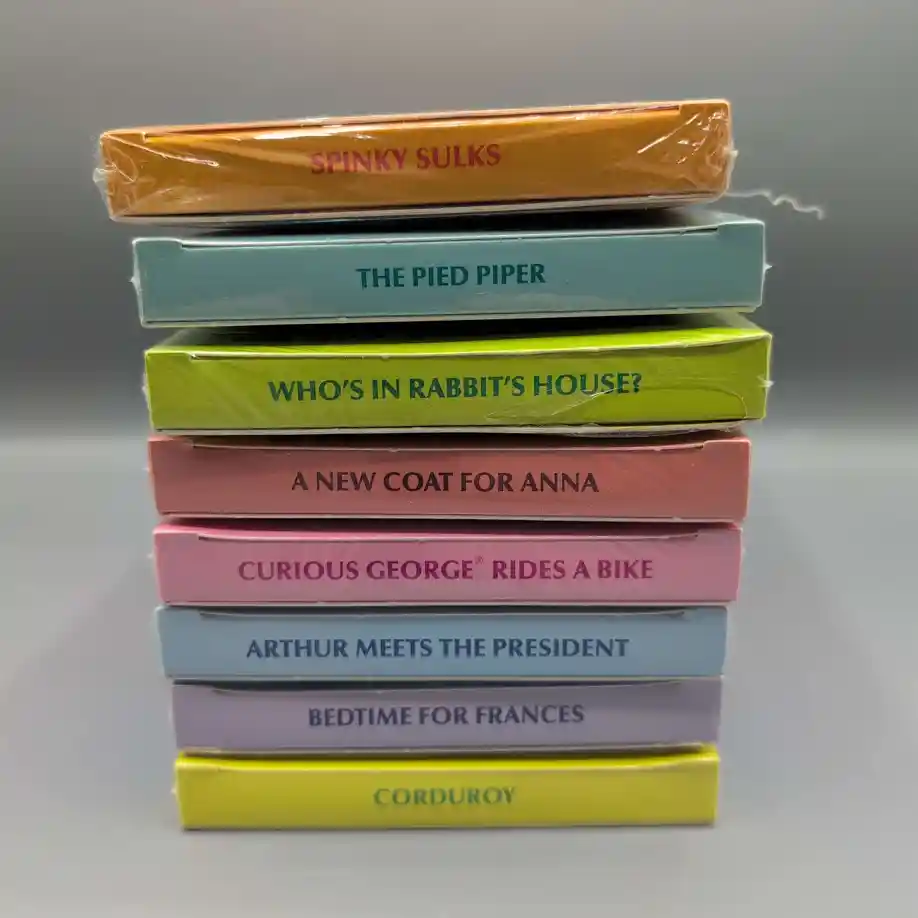 SPINKY SULKS
THE PIED PIPER
WHO'S IN RABBIT'S HOUSE?
A NEW COAT FOR ANNA
CURIOUS GEORGE® RIDES A BIKE
ARTHUR MEETS THE PRESIDENT
BEDTIME FOR FRANCES
CORDUROY